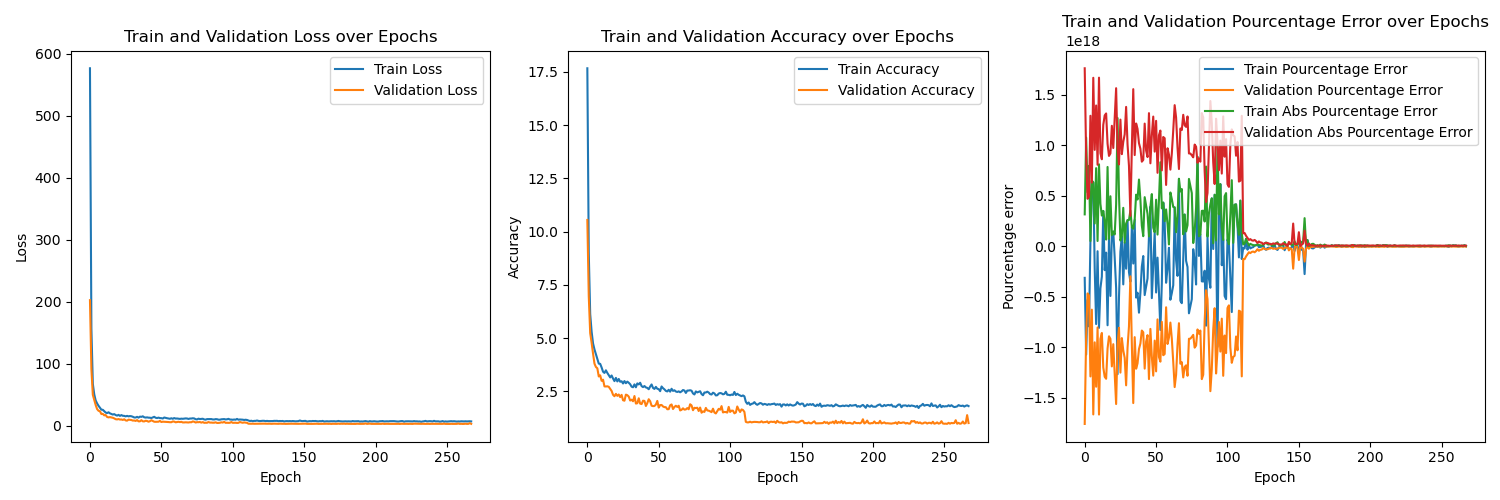 Train and Validation Loss over Epochs
Loss
600
500
400
300
200
100
0
Train Loss
Validation Loss
0 50 100 150 200 250
Epoch
Train and Validation Accuracy over Epochs
Accuracy
17.5
15.0
12.5
10.0
7.5
5.0
2.5
Train Accuracy
Validation Accuracy
0 50 100 150 200 250
Epoch
Train and Validation Pourcentage Error over Epochs
1e18
Pourcentage error
1.5
1.0
0.5
0.0
−0.5
−1.0
−1.5
Train Pourcentage Error
Validation Pourcentage Error
Train Abs Pourcentage Error
Validation Abs Pourcentage Error
0 50 100 150 200 250
Epoch